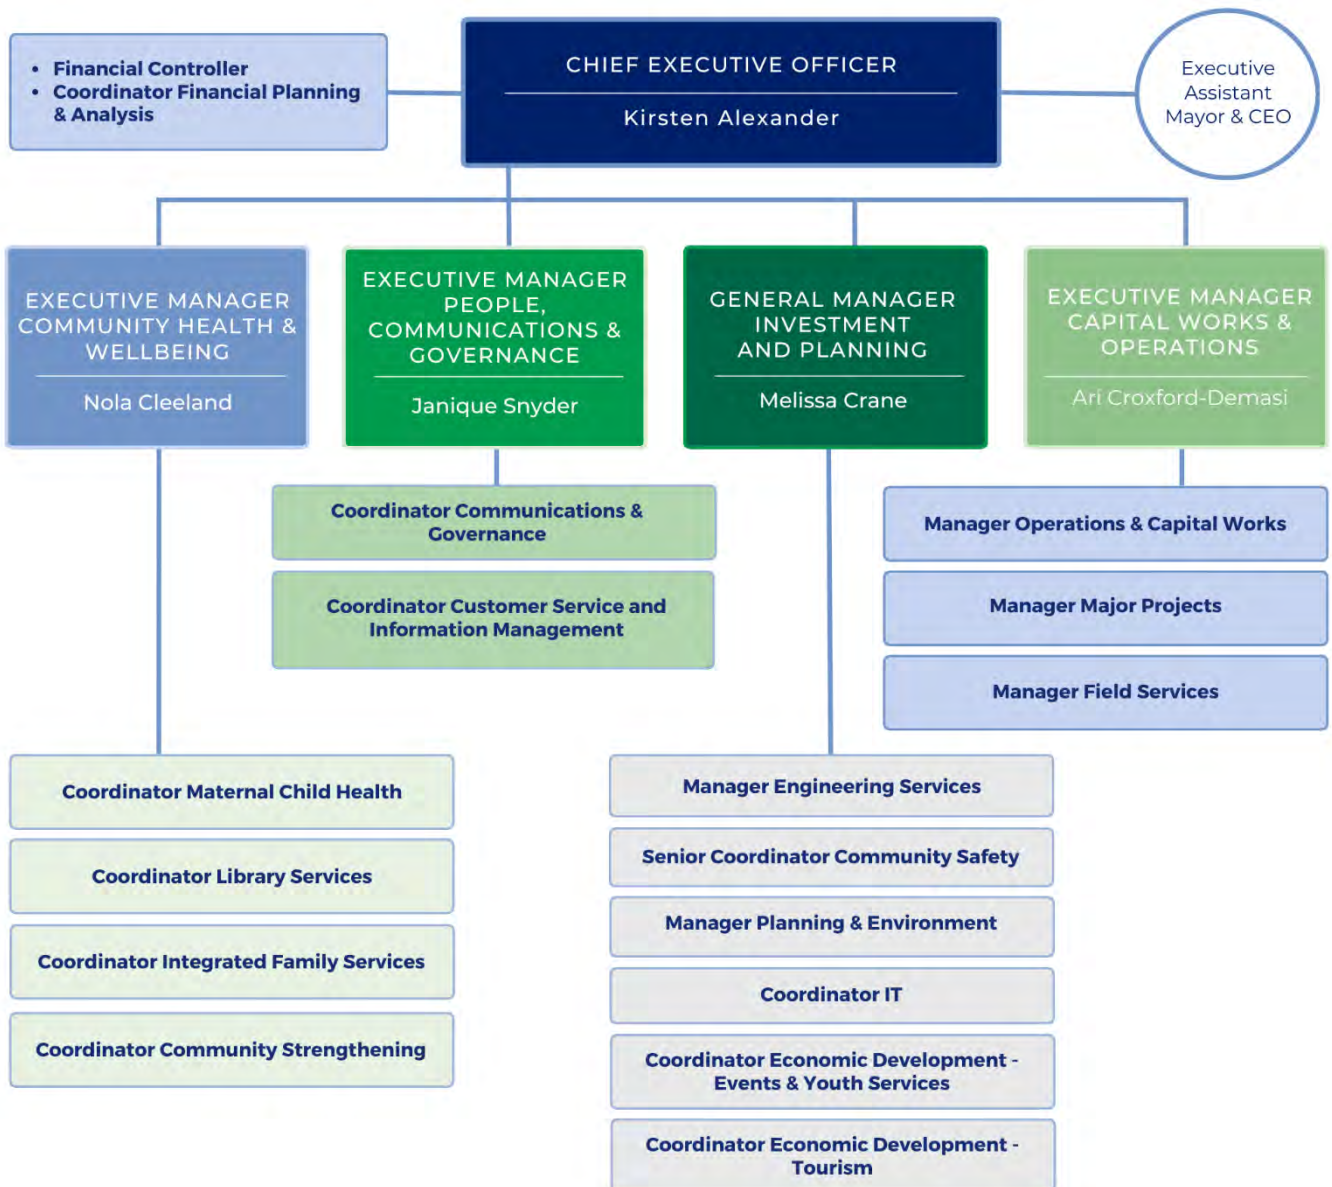 • Financial Controller
• Coordinator Financial Planning
& Analysis
CHIEF EXECUTIVE OFFICER
Kirsten Alexander
Executive
Assistant
Mayor & CEO
EXECUTIVE MANAGER
COMMUNITY HEALTH &
WELLBEING
Nola Cleeland
EXECUTIVE MANAGER
PEOPLE,
COMMUNICATIONS &
GOVERNANCE
Janique Snyder
GENERAL MANAGER
INVESTMENT
AND PLANNING
Melissa Crane
EXECUTIVE MANAGER
CAPITAL WORKS &
OPERATIONS
Ari Croxford-Demasi
Coordinator Communications &
Governance
Coordinator Customer Service and
Information Management
Manager Operations & Capital Works
Manager Major Projects
Manager Field Services
Coordinator Maternal Child Health
Coordinator Library Services
Coordinator Integrated Family Services
Coordinator Community Strengthening
Manager Engineering Services
Senior Coordinator Community Safety
Manager Planning & Environment
Coordinator IT
Coordinator Economic Development -
Events & Youth Services
Coordinator Economic Development -
Tourism